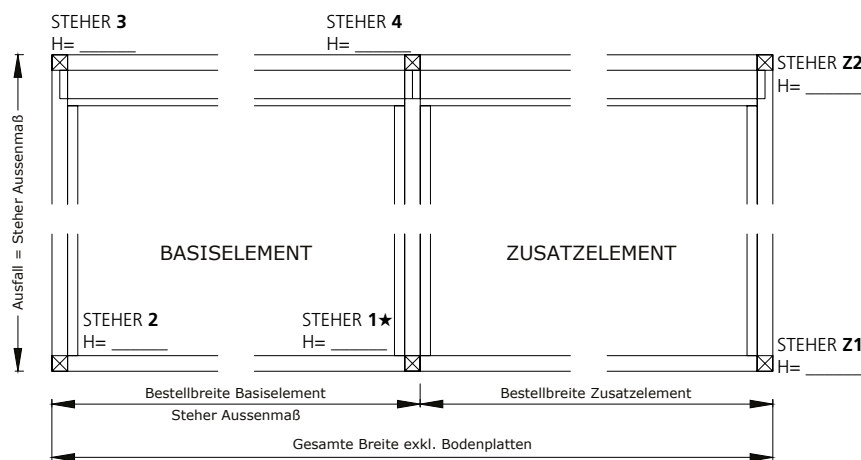 STEHER 3
H= ______
STEHER 4
H= ______
STEHER Z2
H= ______
Ausfall = Steher Aussenmaß
BASISELEMENT
ZUSATZELEMENT
STEHER 2
H= ______
STEHER 1★
H= ______
STEHER Z1
H= ______
Bestellbreite Basiselement
Steher Aussenmaß
Bestellbreite Zusatzelement
Gesamte Breite exkl. Bodenplatten